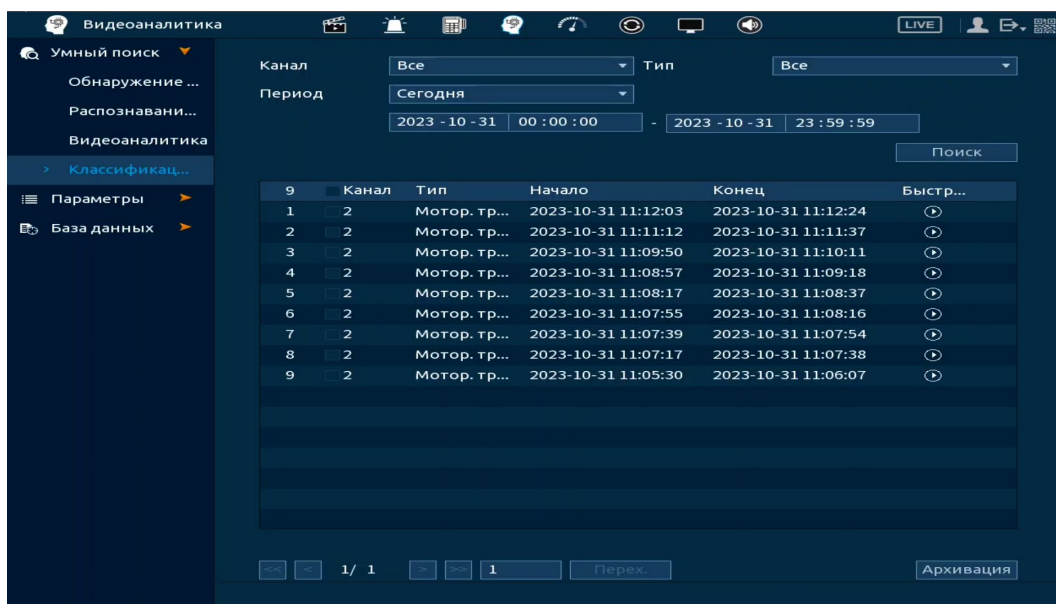 Видеоаналитика LIVE
Умный поиск
Обнаружение ...
Распознавани...
Видеоаналитика
> Классификац...
Параметры
База данных
Канал Все Тип Все
Период Сегодня
2023 -10 -31 00 : 00 : 00 - 2023 -10 -31 23 : 59 : 59
Поиск
9 Канал Тип Начало Конец Быстр...
1 2 Мотор. тр... 2023-10-31 11:12:03 2023-10-31 11:12:24
2 2 Мотор. тр... 2023-10-31 11:11:12 2023-10-31 11:11:37
3 2 Мотор. тр... 2023-10-31 11:09:50 2023-10-31 11:10:11
4 2 Мотор. тр... 2023-10-31 11:08:57 2023-10-31 11:09:18
5 2 Мотор. тр... 2023-10-31 11:08:17 2023-10-31 11:08:37
6 2 Мотор. тр... 2023-10-31 11:07:55 2023-10-31 11:08:16
7 2 Мотор. тр... 2023-10-31 11:07:39 2023-10-31 11:07:54
8 2 Мотор. тр... 2023-10-31 11:07:17 2023-10-31 11:07:38
9 2 Мотор. тр... 2023-10-31 11:05:30 2023-10-31 11:06:07
<< < 1/ 1 > >> 1 Перех. Архивация